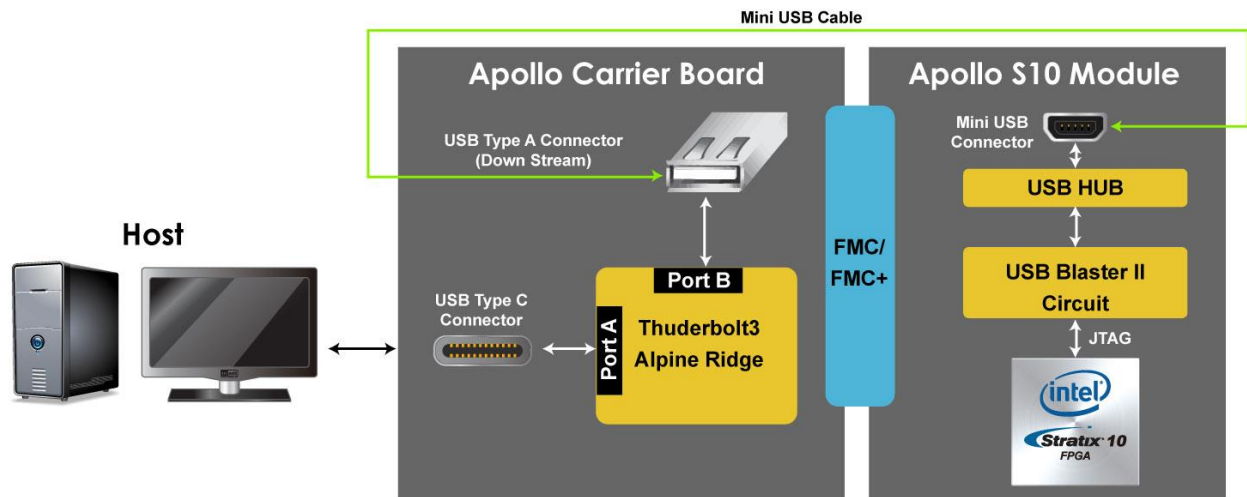 Mini USB Cable
Apollo Carrier Board
Apollo S10 Module
USB Type A Connector
(Down Stream)
Mini USB
Connector
USB HUB
Host
FMC/
FMC+
USB Blaster II
Circuit
Port B
USB Type C
Connector
Port A
Thuderbolt3
Alpine Ridge
JTAG
intel
Stratix 10
FPGA